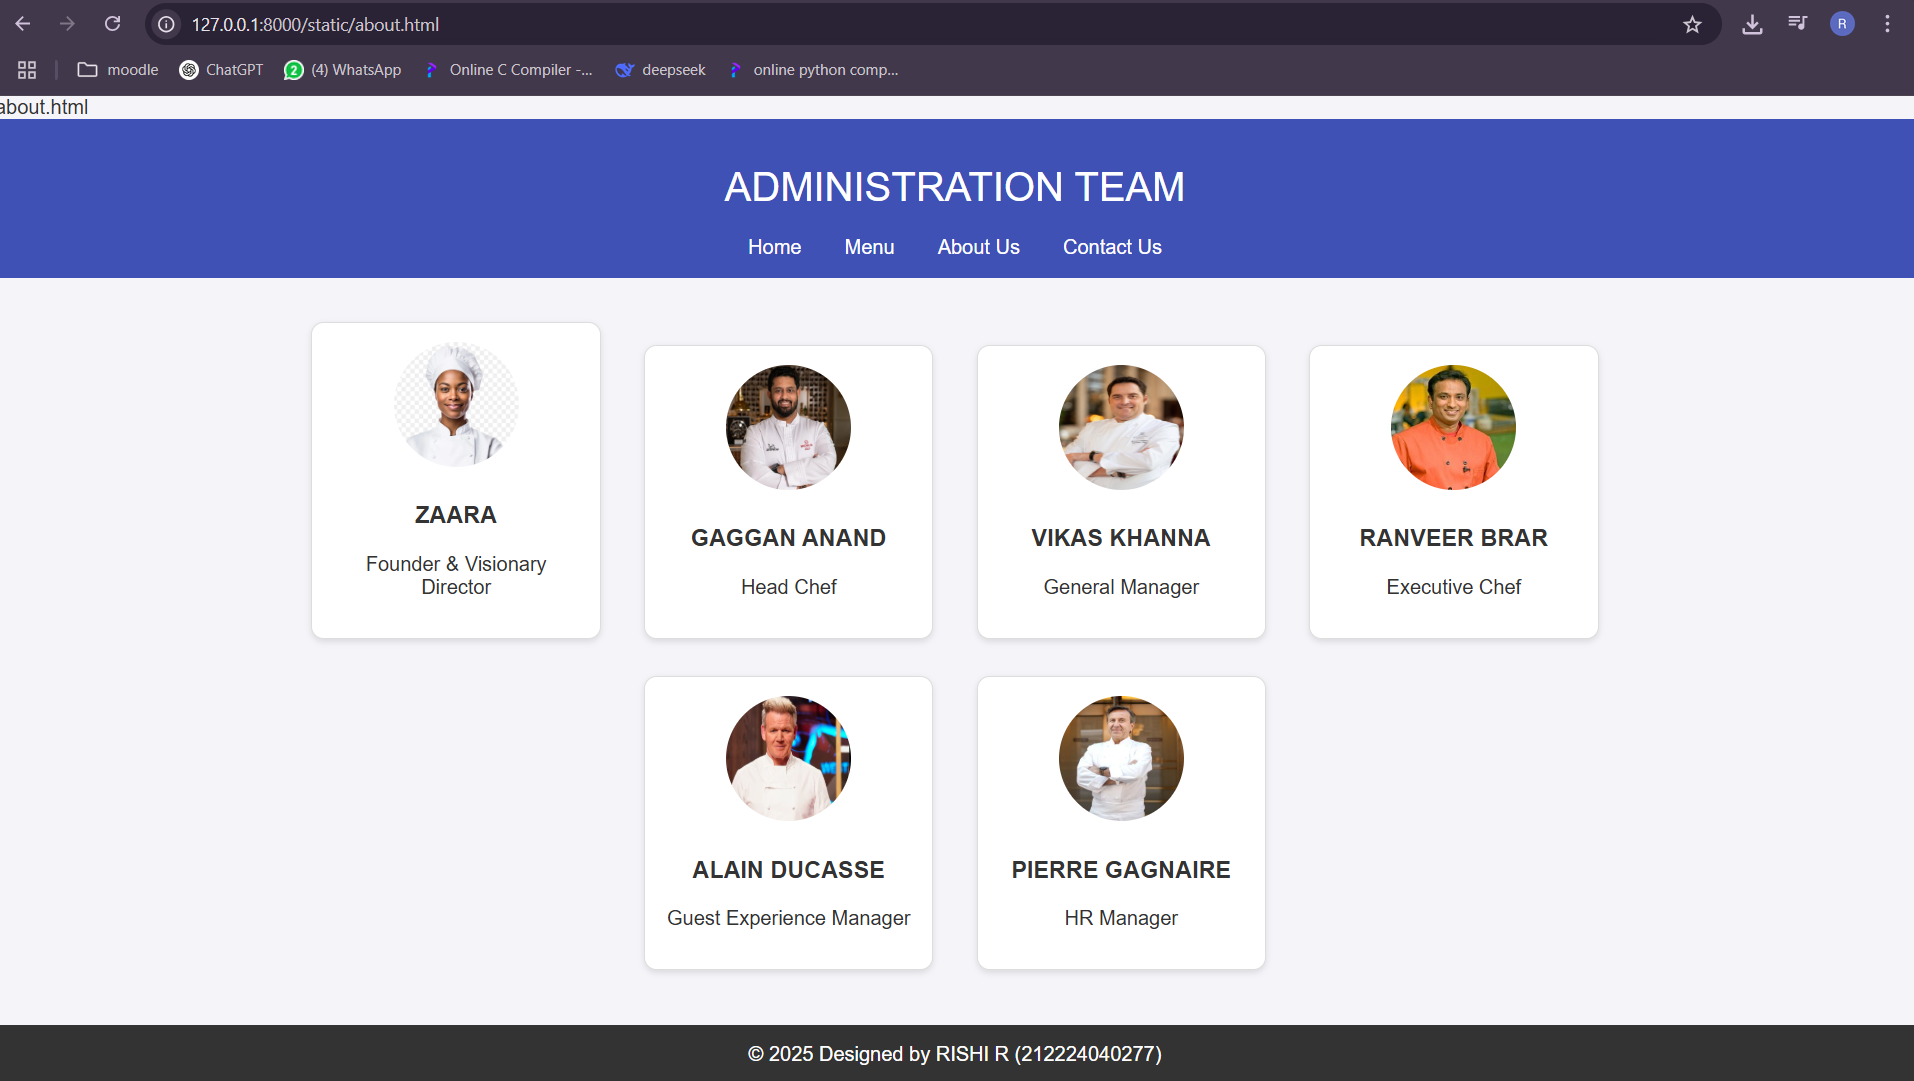 127.0.0.1:8000/static/about.html
R
moodle
ChatGPT
2
(4) WhatsApp
Online C Compiler -...
deepseek
online python comp...
about.html
ADMINISTRATION TEAM
Home Menu About Us Contact Us
ZAARA
Founder & Visionary
Director
GAGGAN ANAND
Head Chef
VIKAS KHANNA
General Manager
RANVEER BRAR
Executive Chef
ALAIN DUCASSE
Guest Experience Manager
PIERRE GAGNAIRE
HR Manager
© 2025 Designed by RISHI R (212224040277)